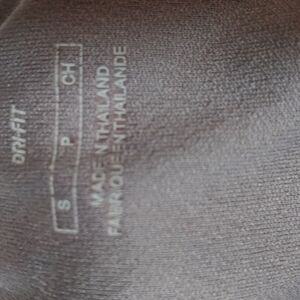 DRI-FIT
S P CH
MADE IN THAILAND
FABRIQUE EN THAILANDE